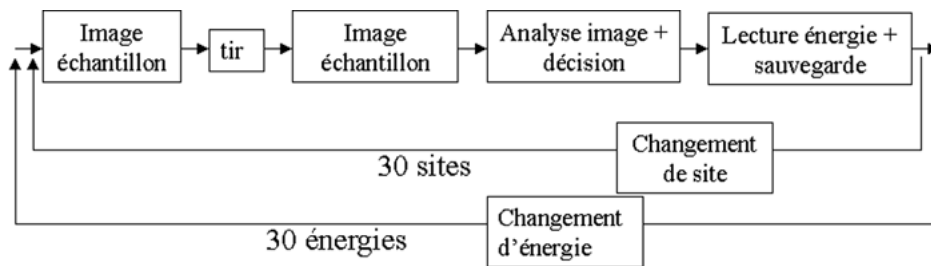 Image
échantillon
tir
Image
échantillon
Analyse image +
décision
Lecture énergie +
sauvegarde
Changement
de site
30 sites
Changement
d’énergie
30 énergies